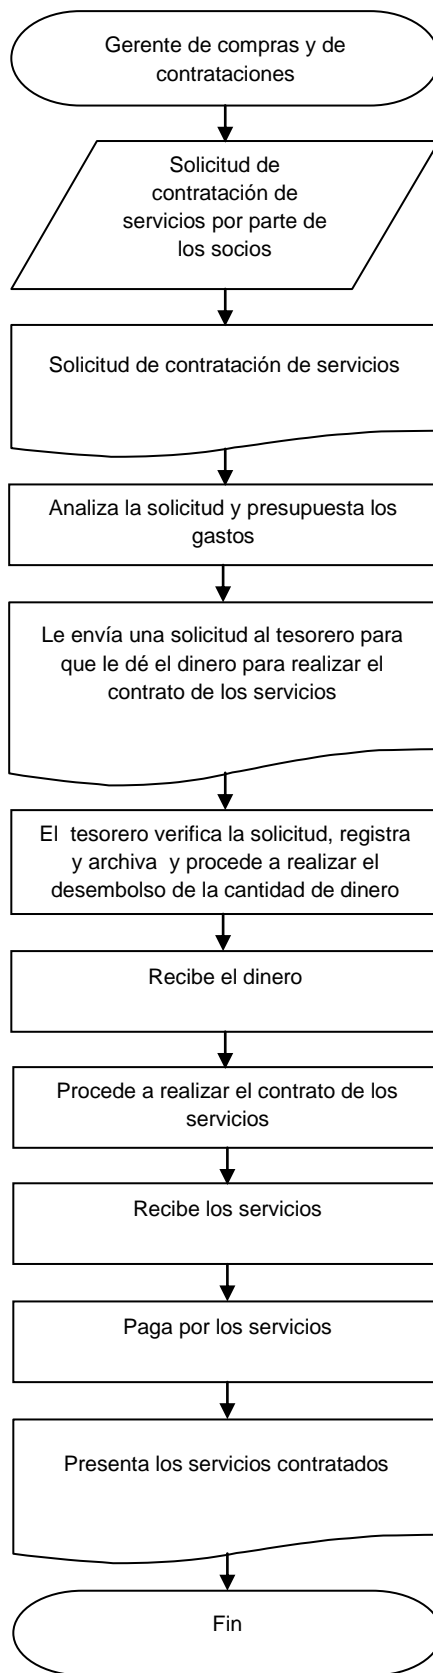 Gerente de compras y de
contrataciones
Solicitud de
contratación de
servicios por parte de
los socios
Solicitud de contratación de servicios
Analiza la solicitud y presupuesta los
gastos
Le envía una solicitud al tesorero para
que le dé el dinero para realizar el
contrato de los servicios
El tesorero verifica la solicitud, registra
y archiva y procede a realizar el
desembolso de la cantidad de dinero
Recibe el dinero
Procede a realizar el contrato de los
servicios
Recibe los servicios
Paga por los servicios
Presenta los servicios contratados
Fin